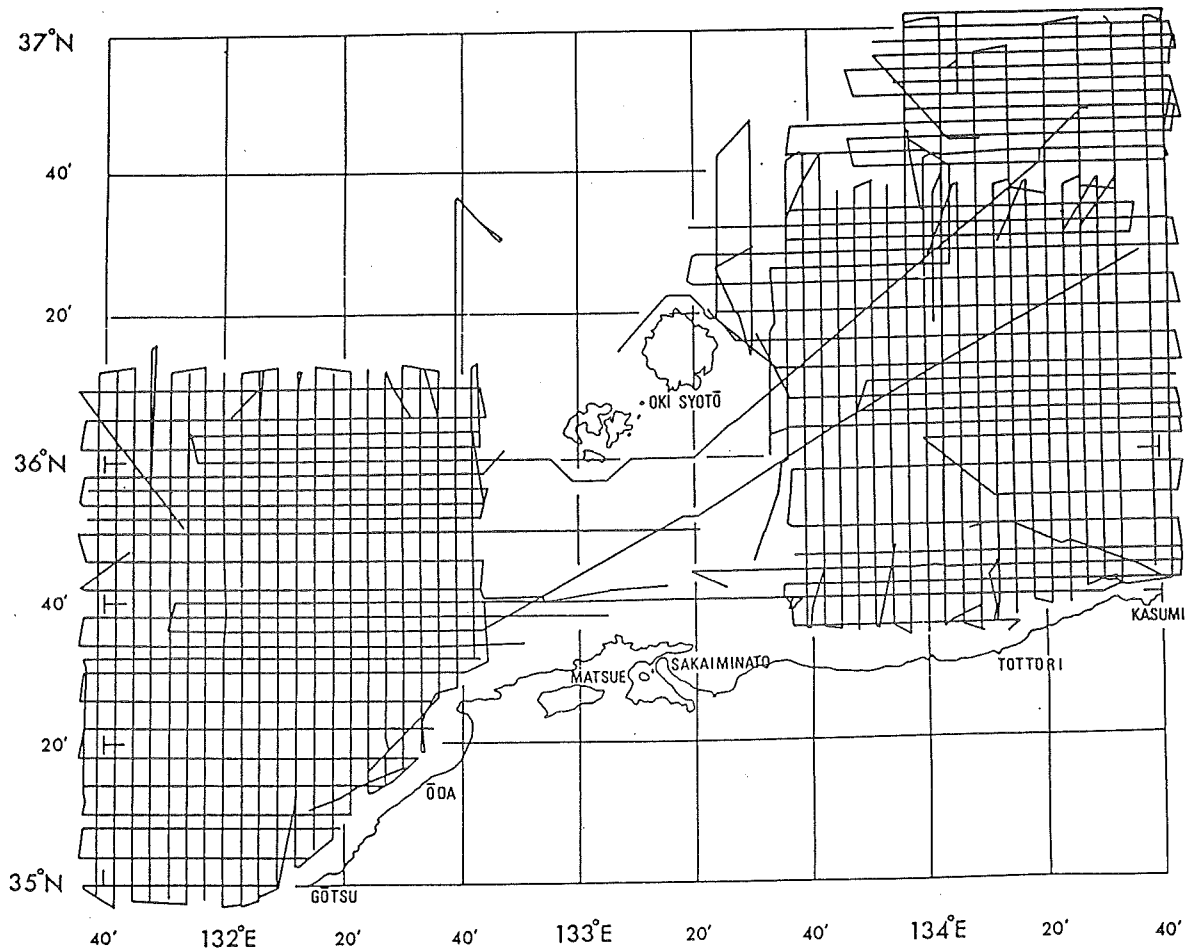 37°N
40′
20′
OKI SYOTŌ
36°N
40′
KASUMI
SAKAIMINATO
TOTTORI
MATSUE
20′
ŌDA
35°N
GŌTSU
40′ 132°E 20′ 40′ 133°E 20′ 40′ 134°E 20′ 40′